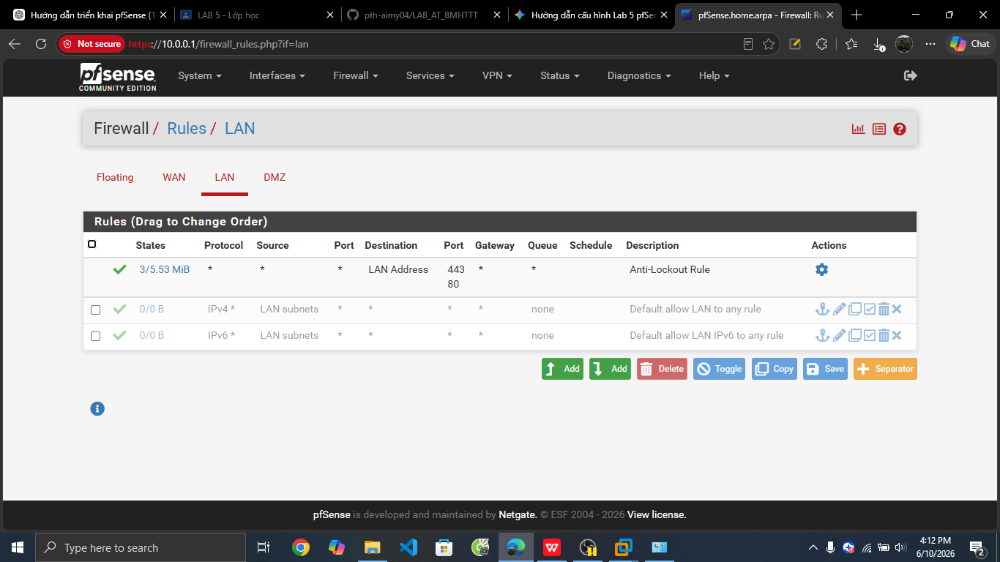 Hướng dẫn triển khai pfSense (1
LAB 5 - Lớp học
pth-aimy04/LAB_AT_BMHTTT
Hướng dẫn cấu hình Lab 5 pfSen
pfSense.home.arpa - Firewall: Ru
Not secure https://10.0.0.1/firewall_rules.php?if=lan
Chat
pfsense
COMMUNITY EDITION
System Interfaces Firewall Services VPN Status Diagnostics Help
Firewall / Rules / LAN
Floating WAN LAN DMZ
Rules (Drag to Change Order)
States Protocol Source Port Destination Port Gateway Queue Schedule Description Actions
3/5.53 MiB * * * LAN Address 443 * * Anti-Lockout Rule
80
0/0 B IPv4 * LAN subnets * * * * none Default allow LAN to any rule
0/0 B IPv6 * LAN subnets * * * * none Default allow LAN IPv6 to any rule
Add Add Delete Toggle Copy Save Separator
pfSense is developed and maintained by Netgate. © ESF 2004 - 2026 View license.
Type here to search
4:12 PM
6/10/2026
2